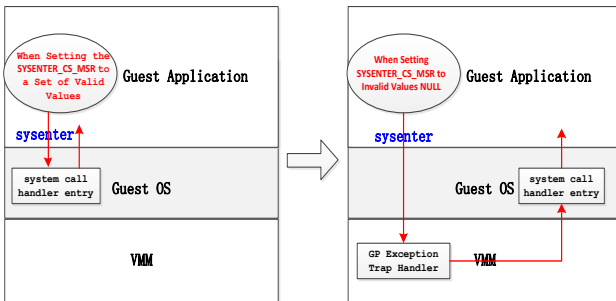 When Setting the
SYSENTER_CS_MSR to
a Set of Valid
Values
Guest Application
sysenter
system call
handler entry
Guest OS
VMM
When Setting
SYSENTER_CS_MSR to
Invalid Values NULL
Guest Application
sysenter
Guest OS
system call
handler entry
GP Exception
Trap Handler
VMM